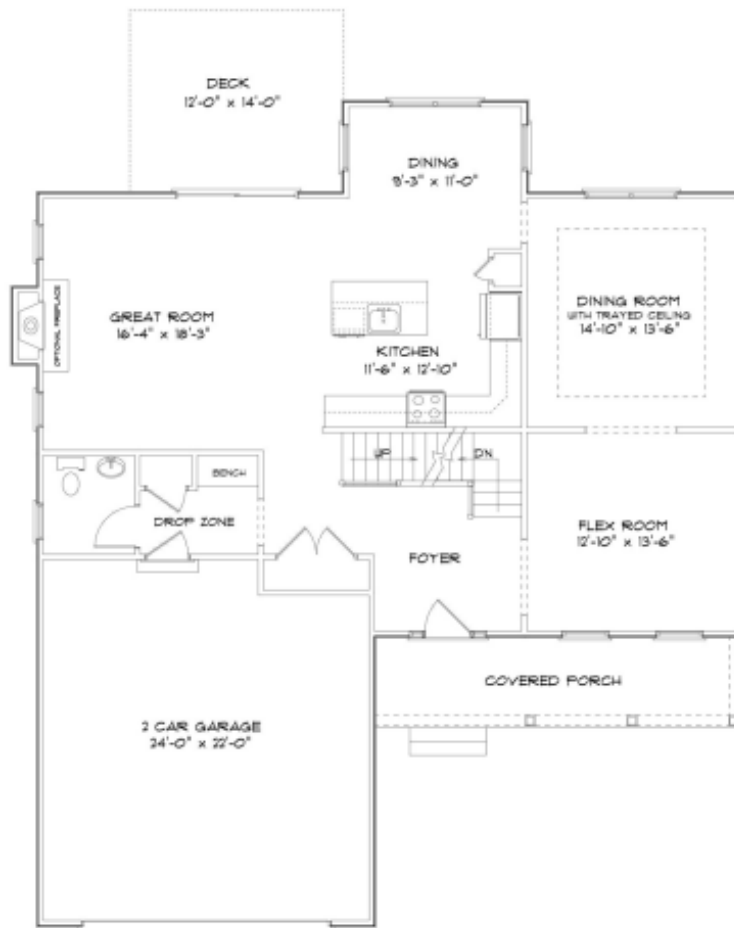 DECK
12'-0" x 14'-0"
DINING
9'-3" x 11'-0"
GREAT ROOM
16'-4" x 18'-3"
OPTIONAL FIREPLACE
KITCHEN
11'-6" x 12'-10"
DINING ROOM
WITH TRAYED CEILING
14'-10" x 13'-6"
UP
DN
BENCH
DROP ZONE
FOYER
FLEX ROOM
12'-10" x 13'-6"
COVERED PORCH
2 CAR GARAGE
24'-0" x 22'-0"